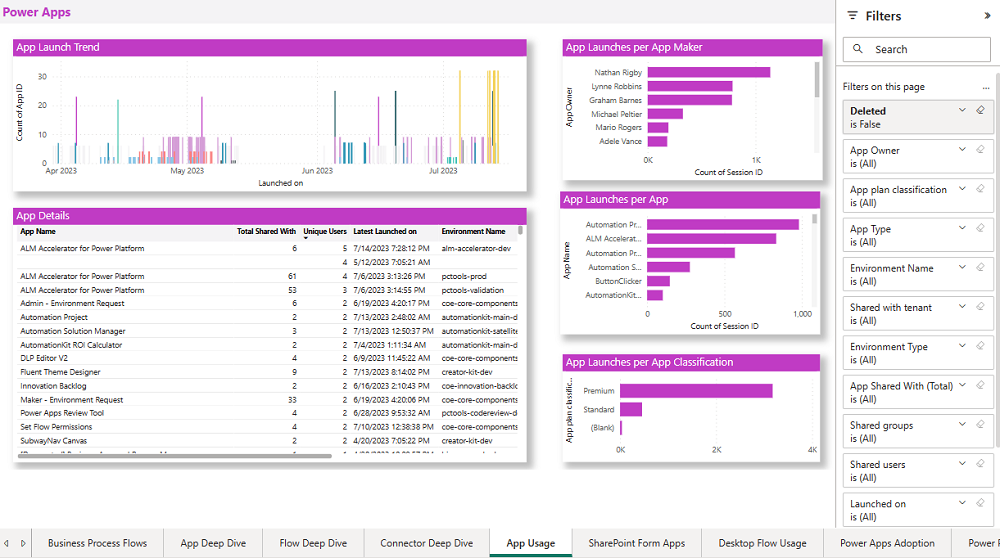 Power Apps
App Launch Trend
Count of App ID
30
20
10
0
Apr 2023 May 2023 Jun 2023 Jul 2023
Launched on
App Details
App Name Total Shared With Unique Users Latest Launched on Environment Name
ALM Accelerator for Power Platform 6 5 7/14/2023 7:28:12 PM alm-accelerator-dev
4 5/12/2023 7:05:21 AM
ALM Accelerator for Power Platform 61 4 7/6/2023 3:13:26 PM pctools-prod
ALM Accelerator for Power Platform 53 3 7/6/2023 3:14:55 PM pctools-validation
Admin - Environment Request 6 2 6/19/2023 4:20:17 PM coe-core-components
Automation Project 2 2 7/13/2023 2:48:02 AM automationkit-main-d
Automation Solution Manager 3 2 7/13/2023 12:50:37 PM automationkit-satellite
AutomationKit ROI Calculator 2 2 7/4/2023 1:11:34 AM automationkit-main-d
DLP Editor V2 4 2 6/9/2023 11:45:22 AM coe-core-components
Fluent Theme Designer 9 2 7/13/2023 8:14:02 PM creator-kit-dev
Innovation Backlog 2 2 6/16/2023 2:10:43 PM coe-innovation-backlo
Maker - Environment Request 33 2 6/19/2023 4:20:06 PM coe-core-components
Power Apps Review Tool 4 2 6/28/2023 9:53:32 AM pctools-codereview-d
Set Flow Permissions 4 2 7/10/2023 12:38:38 PM coe-core-components
SubwayNav Canvas 2 2 4/20/2023 7:05:22 PM creator-kit-dev
App Launches per App Maker
App Owner
Nathan Rigby
Lynne Robbins
Graham Barnes
Michael Peltier
Mario Rogers
Adele Vance
0K 1K
Count of Session ID
App Launches per App
App Name
Automation Pr...
ALM Accelerat...
Automation Pr...
Automation S...
ButtonClicker
AutomationKit...
0 500 1,000
Count of Session ID
App Launches per App Classification
App plan classific...
Premium
Standard
(Blank)
0K 2K 4K
Filters
Search
Filters on this page
...
Deleted
is False
App Owner
is (All)
App plan classification
is (All)
App Type
is (All)
Environment Name
is (All)
Shared with tenant
is (All)
Environment Type
is (All)
App Shared With (Total)
is (All)
Shared groups
is (All)
Shared users
is (All)
Launched on
is (All)
Business Process Flows App Deep Dive Flow Deep Dive Connector Deep Dive App Usage SharePoint Form Apps Desktop Flow Usage Power Apps Adoption Power